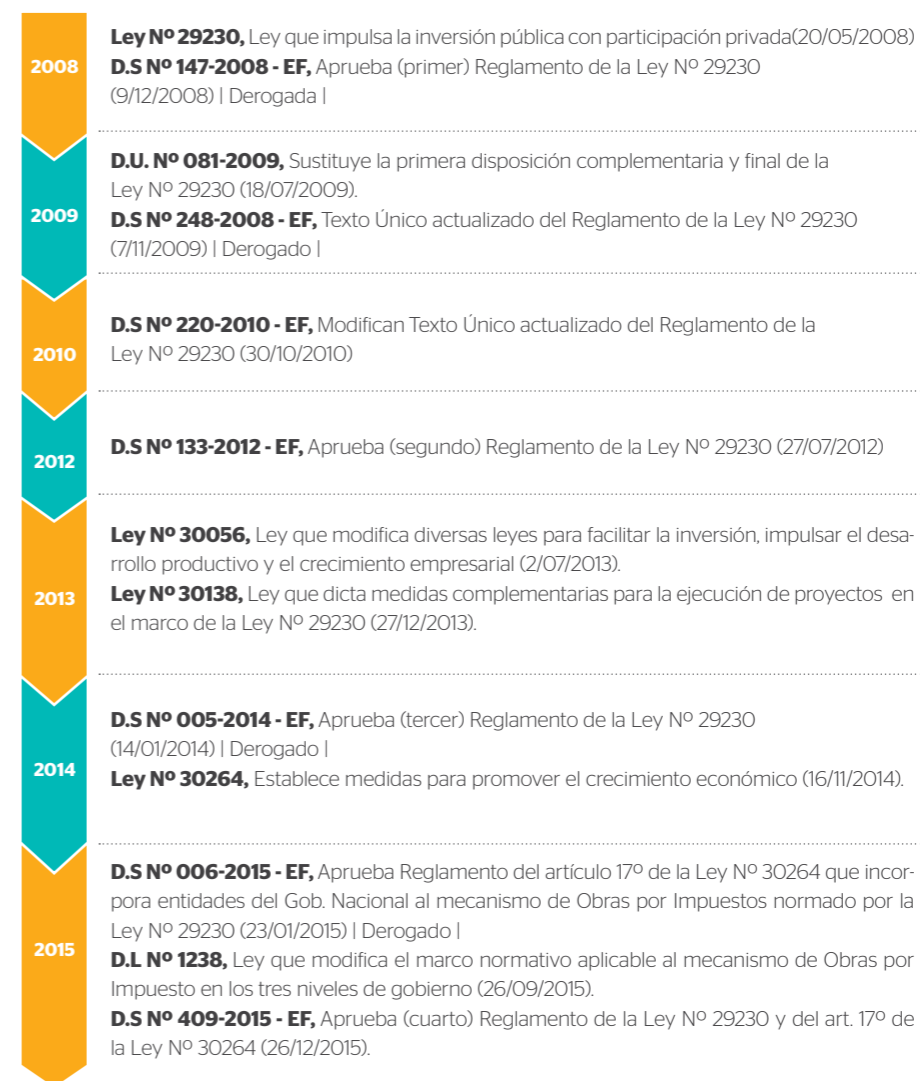 2008
Ley Nº 29230, Ley que impulsa la inversión pública con participación privada(20/05/2008)
D.S Nº 147-2008 - EF, Aprueba (primer) Reglamento de la Ley Nº 29230
(9/12/2008) | Derogada |
2009
D.U. Nº 081-2009, Sustituye la primera disposición complementaria y final de la
Ley Nº 29230 (18/07/2009).
D.S Nº 248-2008 - EF, Texto Único actualizado del Reglamento de la Ley Nº 29230
(7/11/2009) | Derogado |
2010
D.S Nº 220-2010 - EF, Modifican Texto Único actualizado del Reglamento de la
Ley Nº 29230 (30/10/2010)
2012
D.S Nº 133-2012 - EF, Aprueba (segundo) Reglamento de la Ley Nº 29230 (27/07/2012)
2013
Ley Nº 30056, Ley que modifica diversas leyes para facilitar la inversión, impulsar el desa-
rrollo productivo y el crecimiento empresarial (2/07/2013).
Ley Nº 30138, Ley que dicta medidas complementarias para la ejecución de proyectos en
el marco de la Ley Nº 29230 (27/12/2013).
2014
D.S Nº 005-2014 - EF, Aprueba (tercer) Reglamento de la Ley Nº 29230
(14/01/2014) | Derogado |
Ley Nº 30264, Establece medidas para promover el crecimiento económico (16/11/2014).
2015
D.S Nº 006-2015 - EF, Aprueba Reglamento del artículo 17º de la Ley Nº 30264 que incor-
pora entidades del Gob. Nacional al mecanismo de Obras por Impuestos normado por la
Ley Nº 29230 (23/01/2015) | Derogado |
D.L Nº 1238, Ley que modifica el marco normativo aplicable al mecanismo de Obras por
Impuesto en los tres niveles de gobierno (26/09/2015).
D.S Nº 409-2015 - EF, Aprueba (cuarto) Reglamento de la Ley Nº 29230 y del art. 17º de
la Ley Nº 30264 (26/12/2015).